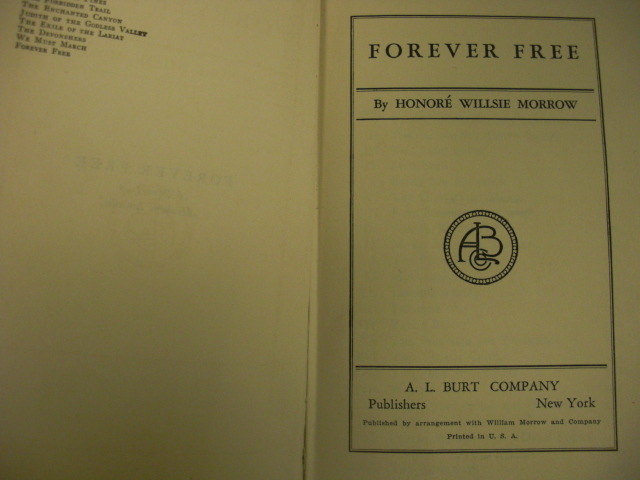 Forbidden Trail
The Enchanted Canyon
Judith of the Godless Valley
The Exile of the Lariat
The Devonshers
We Must March
Forever Free
FOREVER FREE
By HONORÉ WILLSIE MORROW
ALB Co
A. L. BURT COMPANY
Publishers New York
Published by arrangement with William Morrow and Company
Printed in U. S. A.